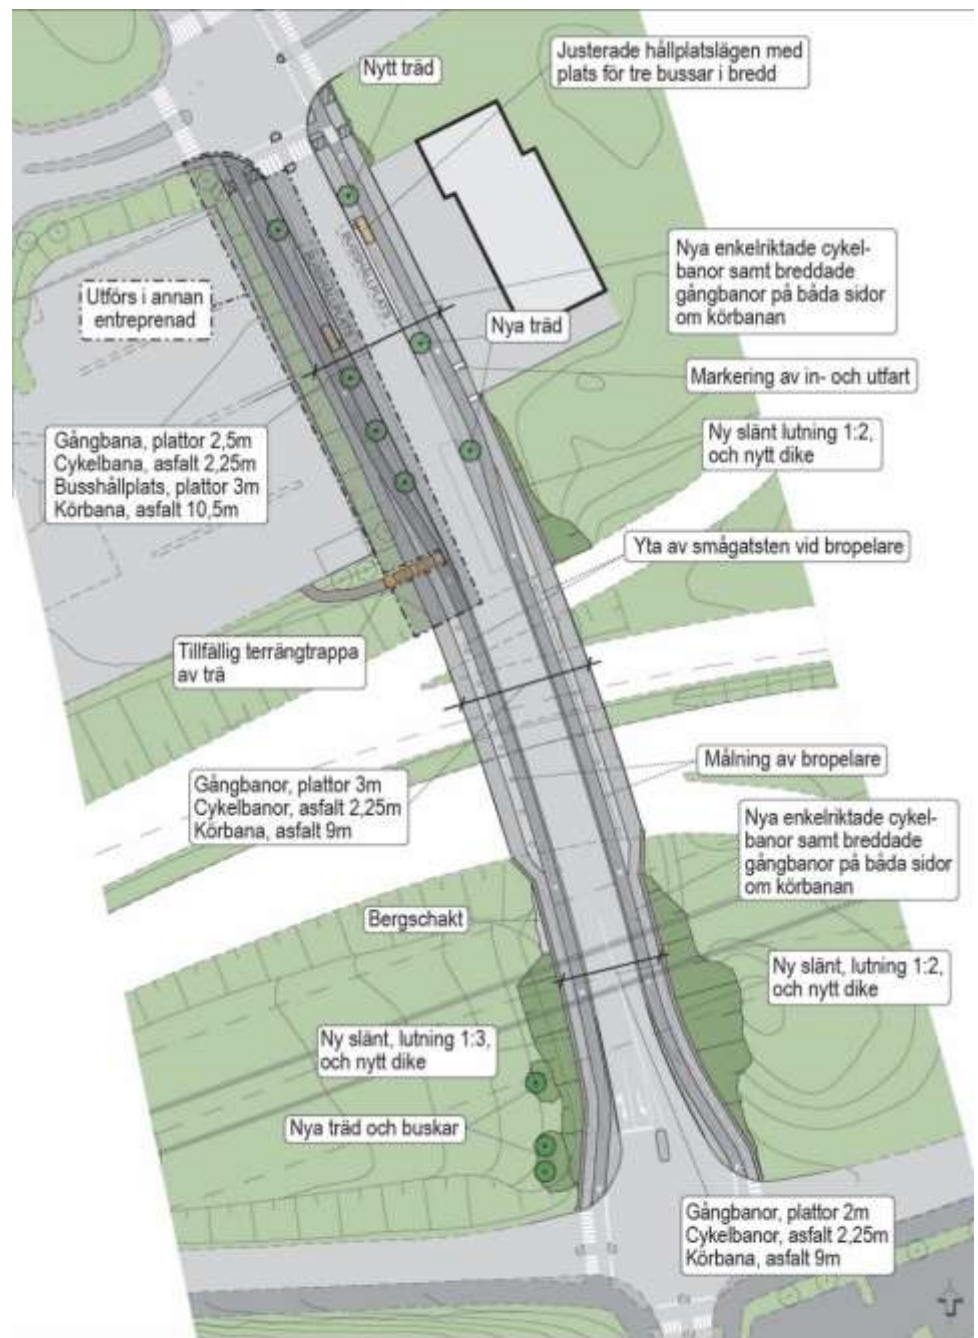 Nytt träd
Justerade hållplatslägen med
plats för tre bussar i bredd
Nya enkelriktade cykel-
banor samt breddade
gångbanor på båda sidor
om körbanan
Utförs i annan
entreprenad
BUSSHÅLLPLATS
BUSSHÅLLPLATS
Nya träd
Markering av in- och utfart
Gångbana, plattor 2,5m
Cykelbana, asfalt 2,25m
Busshållplats, plattor 3m
Körbana, asfalt 10,5m
Ny slänt lutning 1:2,
och nytt dike
Yta av smågatsten vid bropelare
Tillfällig terrängtrappa
av trä
Målning av bropelare
Gångbanor, plattor 3m
Cykelbanor, asfalt 2,25m
Körbana, asfalt 9m
Nya enkelriktade cykel-
banor samt breddade
gångbanor på båda sidor
om körbanan
Bergschakt
Ny slänt, lutning 1:2,
och nytt dike
Ny slänt, lutning 1:3,
och nytt dike
Nya träd och buskar
Gångbanor, plattor 2m
Cykelbanor, asfalt 2,25m
Körbana, asfalt 9m